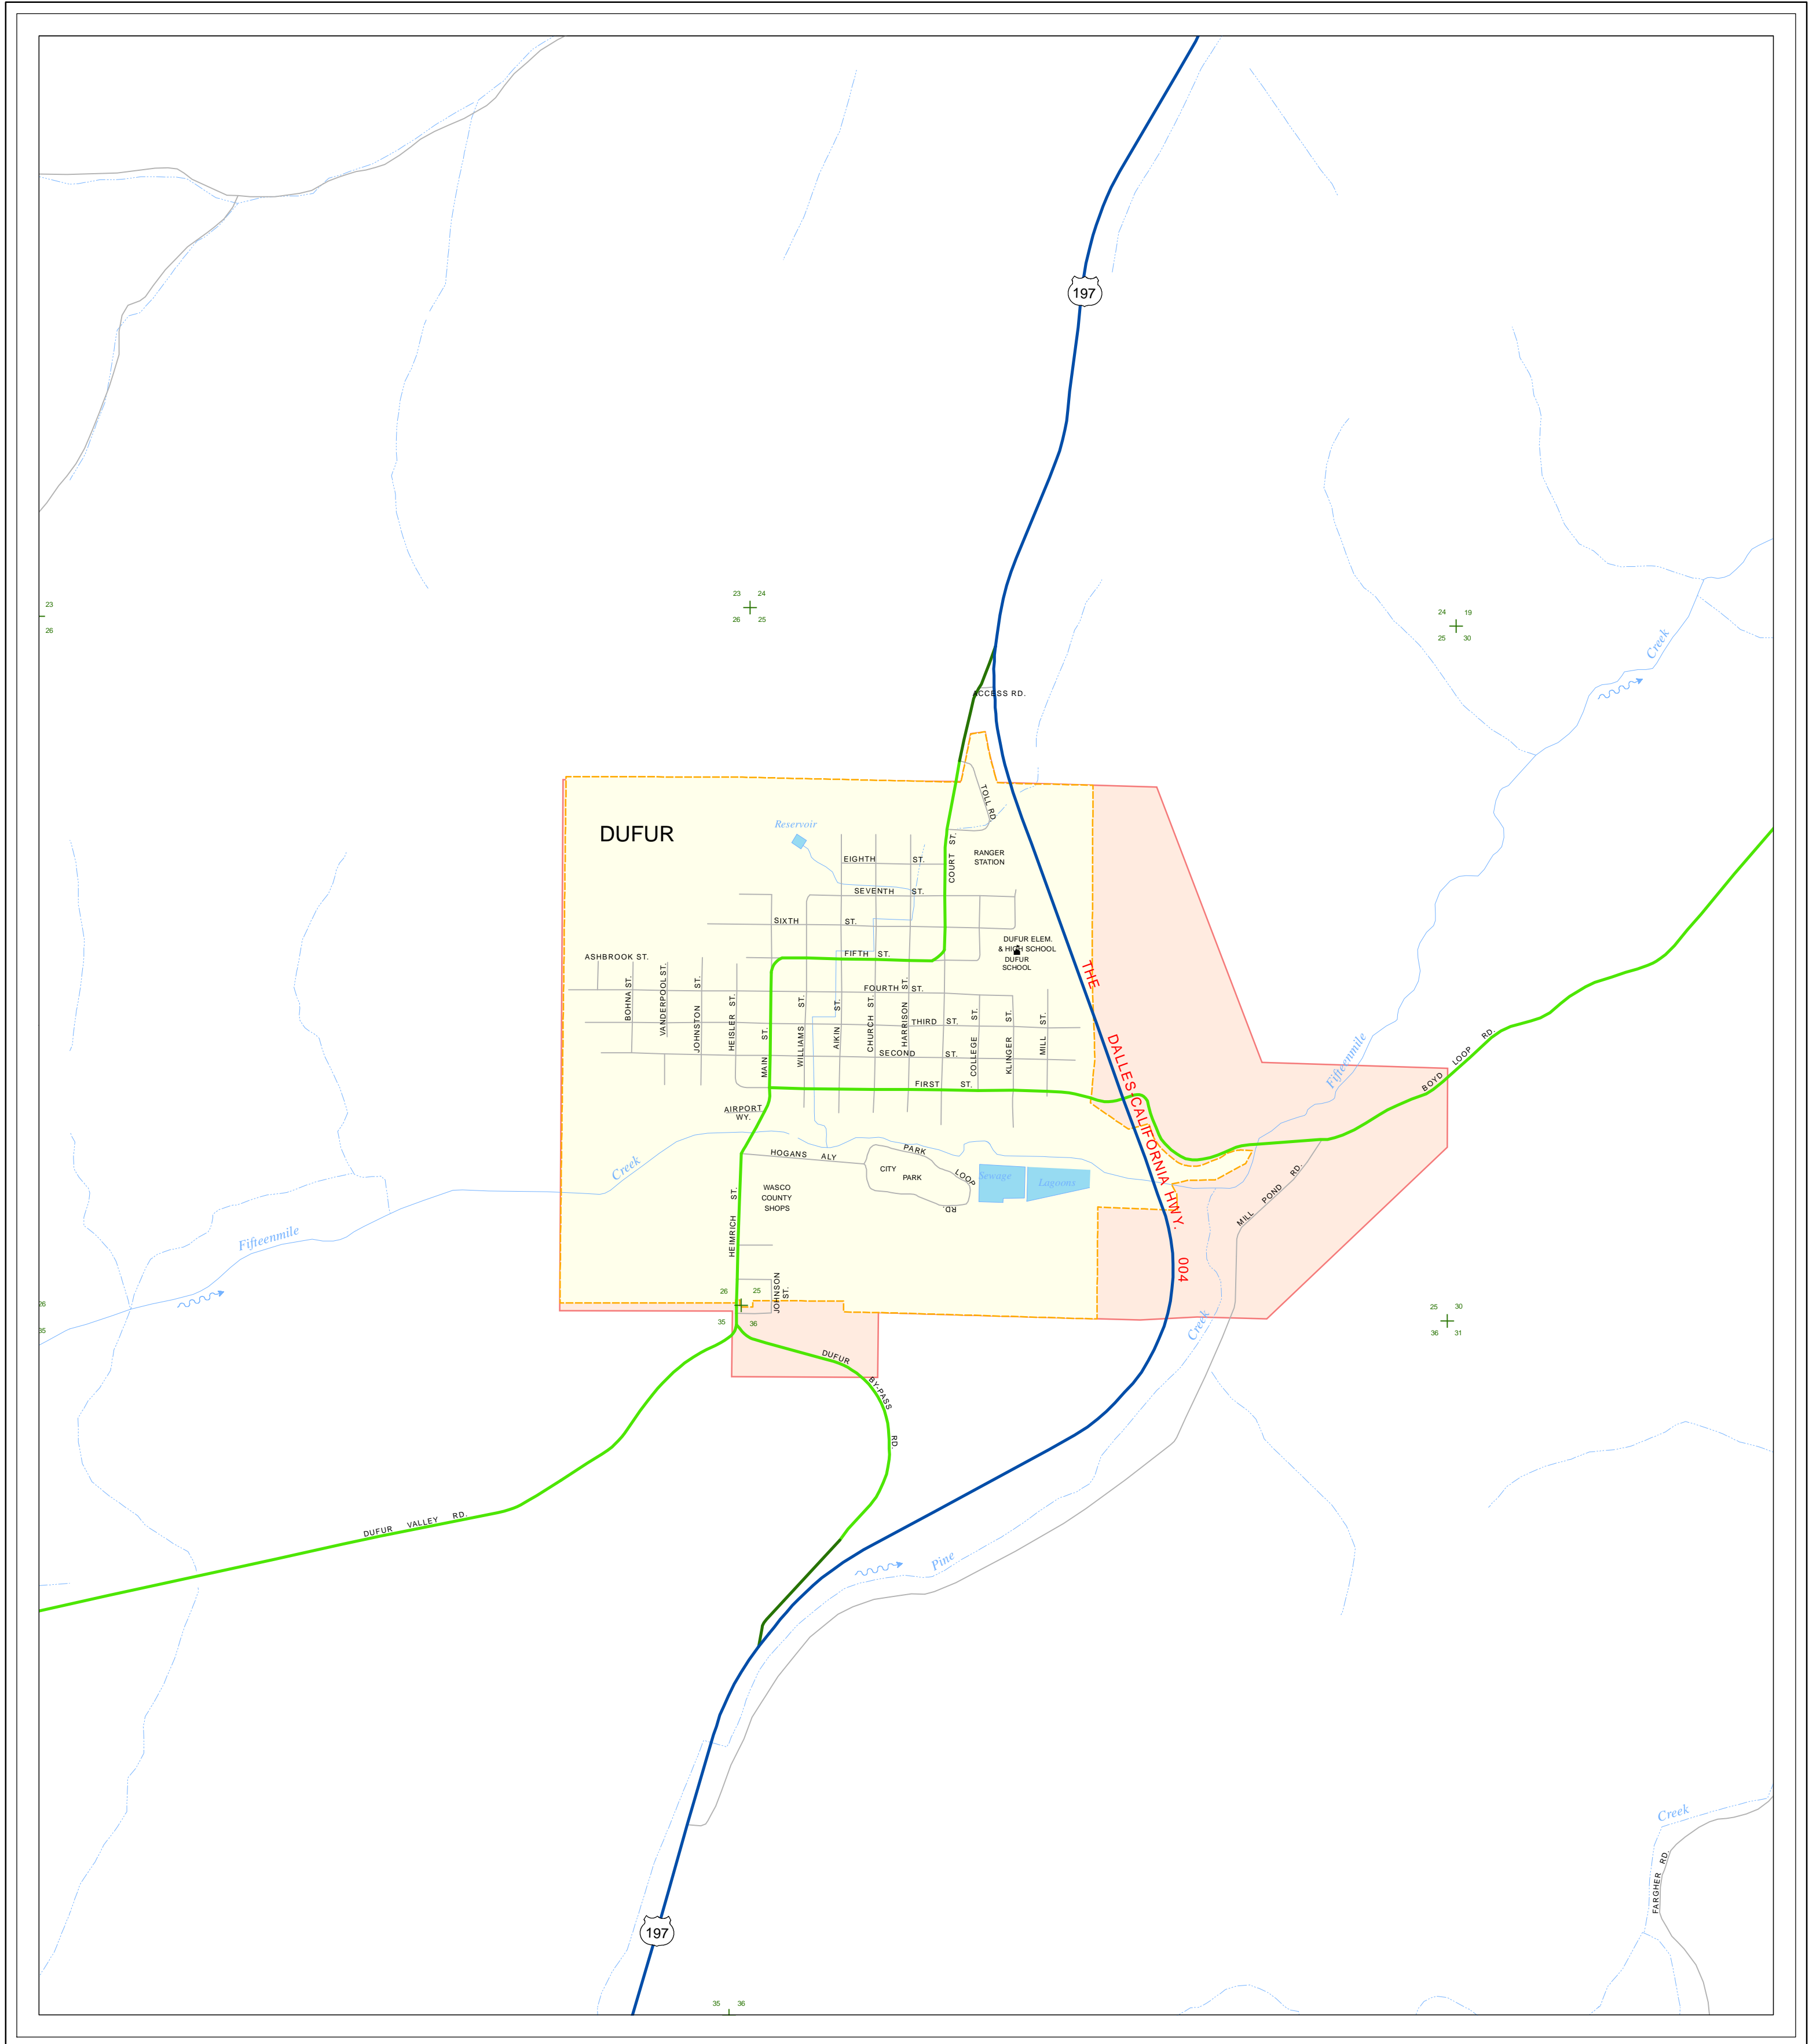 197
23
26
23 24
26 25
24 19
25 30
Creek
ACCESS RD.
TOLL RD.
DUFUR
Reservoir
COURT ST.
RANGER
STATION
EIGHTH ST.
SEVENTH ST.
SIXTH ST.
DUFUR ELEM.
& HIGH SCHOOL
DUFUR
SCHOOL
FIFTH ST.
ASHBROOK ST.
THE DALLES-CALIFORNIA HWY. 004
BOHNA ST.
VANDERPOOL ST.
JOHNSTON ST.
HEISLER ST.
MAIN ST.
WILLIAMS ST.
AIKIN ST.
CHURCH ST.
HARRISON ST.
FOURTH ST.
COLLEGE ST.
KLINGER ST.
MILL ST.
THIRD ST.
SECOND ST.
FIRST ST.
BOYD LOOP RD.
Fifteenmile
AIRPORT
WY.
HOGANS ALY
PARK LOOP RD.
CITY
PARK
Sewage Lagoons
Creek
WASCO
COUNTY
SHOPS
HEIMRICH ST.
MILL POND RD.
Fifteenmile
JOHNSON
ST.
26 25
35 36
26
35
25 30
36 31
Creek
DUFUR BY-PASS RD.
DUFUR VALLEY RD.
Pine
Creek
FARGHER RD.
197
35 36